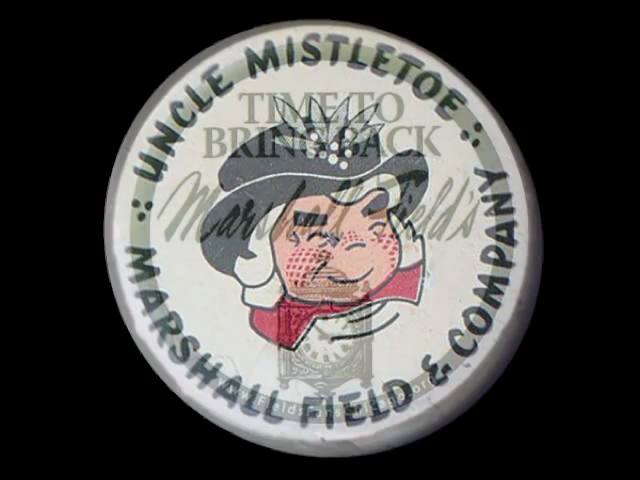 UNCLE MISTLETOE
TIME TO
BRING BACK
Marshall Field's
MARSHALL FIELD & COMPANY